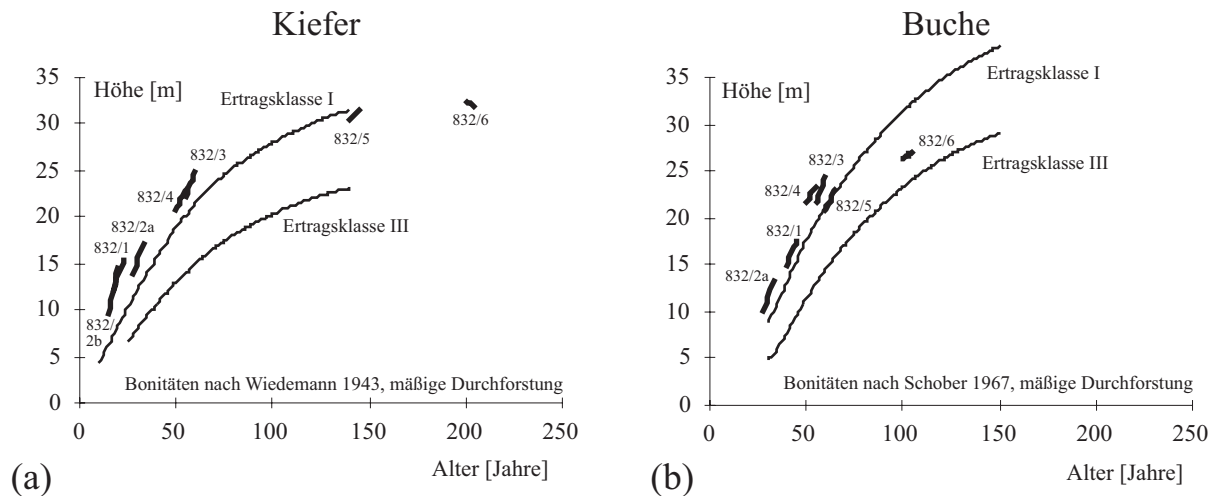 Kiefer
Höhe [m]
35
30
25
20
15
10
5
0
0 50 100 150 200 250
Alter [Jahre]
Ertragsklasse I
Ertragsklasse III
832/3
832/4
832/2a
832/1
832/
2b
832/5
832/6
Bonitäten nach Wiedemann 1943, mäßige Durchforstung
(a)
Buche
Höhe [m]
35
30
25
20
15
10
5
0
0 50 100 150 200 250
Alter [Jahre]
Ertragsklasse I
Ertragsklasse III
832/3
832/4
832/6
832/5
832/1
832/2a
Bonitäten nach Schober 1967, mäßige Durchforstung
(b)